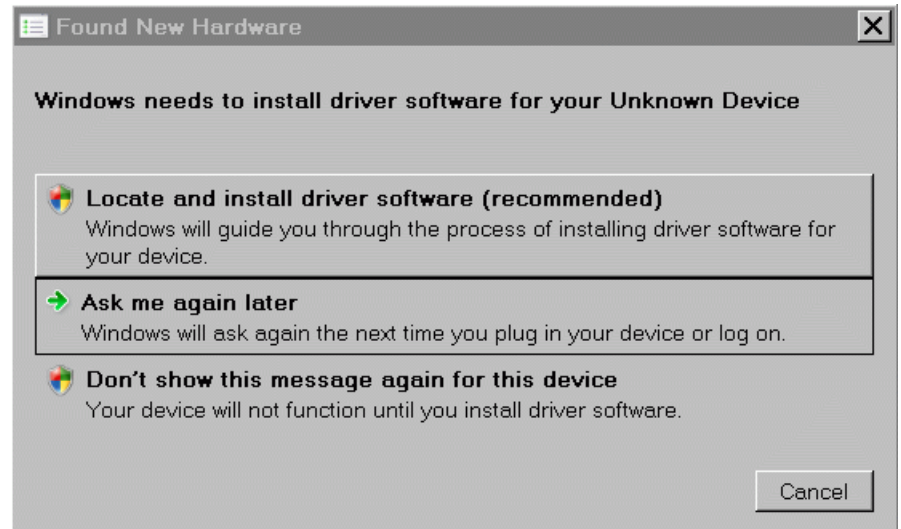 Found New Hardware
Windows needs to install driver software for your Unknown Device
Locate and install driver software (recommended)
Windows will guide you through the process of installing driver software for
your device.
Ask me again later
Windows will ask again the next time you plug in your device or log on.
Don't show this message again for this device
Your device will not function until you install driver software.
Cancel